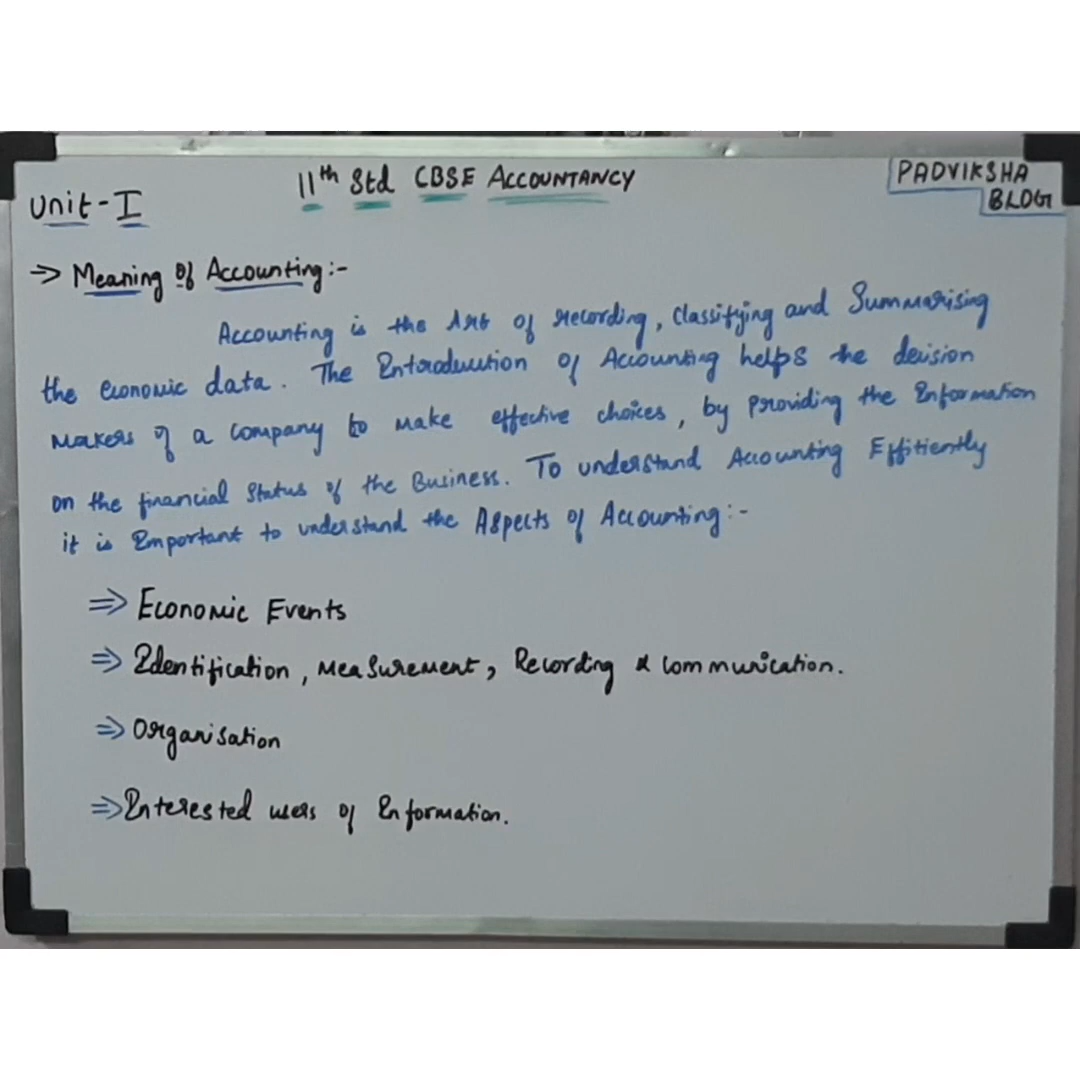 11th Std CBSE ACCOUNTANCY
PADVIKSHA
BLOG
Unit-I
⇒ Meaning of Accounting:-
Accounting is the Art of recording, classifying and Summarising
the economic data. The Introduction of Accounting helps the decision
makers of a company to make effective choices, by providing the Information
on the financial status of the Business. To understand Accounting Effitiently
it is Important to understand the Aspects of Accounting:-
⇒ Economic Events
⇒ Identification, measurement, Recording & communication.
⇒ Organisation
⇒ Interested users of Information.